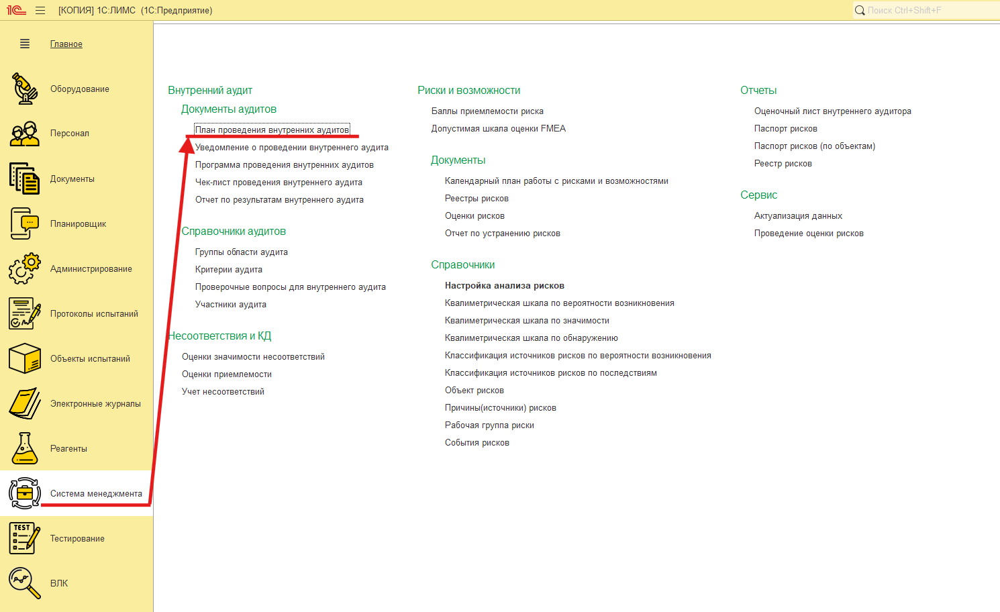 1С [КОПИЯ] 1С:ЛИМС (1С:Предприятие)
Поиск Ctrl+Shift+F
Главное
Оборудование
Персонал
Документы
Планировщик
Администрирование
Протоколы испытаний
Объекты испытаний
Электронные журналы
Реагенты
Система менеджмента
TEST
Тестирование
ВЛК
Внутренний аудит
Документы аудитов
План проведения внутренних аудитов
Уведомление о проведении внутреннего аудита
Программа проведения внутренних аудитов
Чек-лист проведения внутреннего аудита
Отчет по результатам внутреннего аудита
Справочники аудитов
Группы области аудита
Критерии аудита
Проверочные вопросы для внутреннего аудита
Участники аудита
Несоответствия и КД
Оценки значимости несоответствий
Оценки приемлемости
Учет несоответствий
Риски и возможности
Баллы приемлемости риска
Допустимая шкала оценки FMEA
Документы
Календарный план работы с рисками и возможностями
Реестры рисков
Оценки рисков
Отчет по устранению рисков
Справочники
Настройка анализа рисков
Квалиметрическая шкала по вероятности возникновения
Квалиметрическая шкала по значимости
Квалиметрическая шкала по обнаружению
Классификация источников рисков по вероятности возникновения
Классификация источников рисков по последствиям
Объект рисков
Причины(источники) рисков
Рабочая группа риски
События рисков
Отчеты
Оценочный лист внутреннего аудитора
Паспорт рисков
Паспорт рисков (по объектам)
Реестр рисков
Сервис
Актуализация данных
Проведение оценки рисков